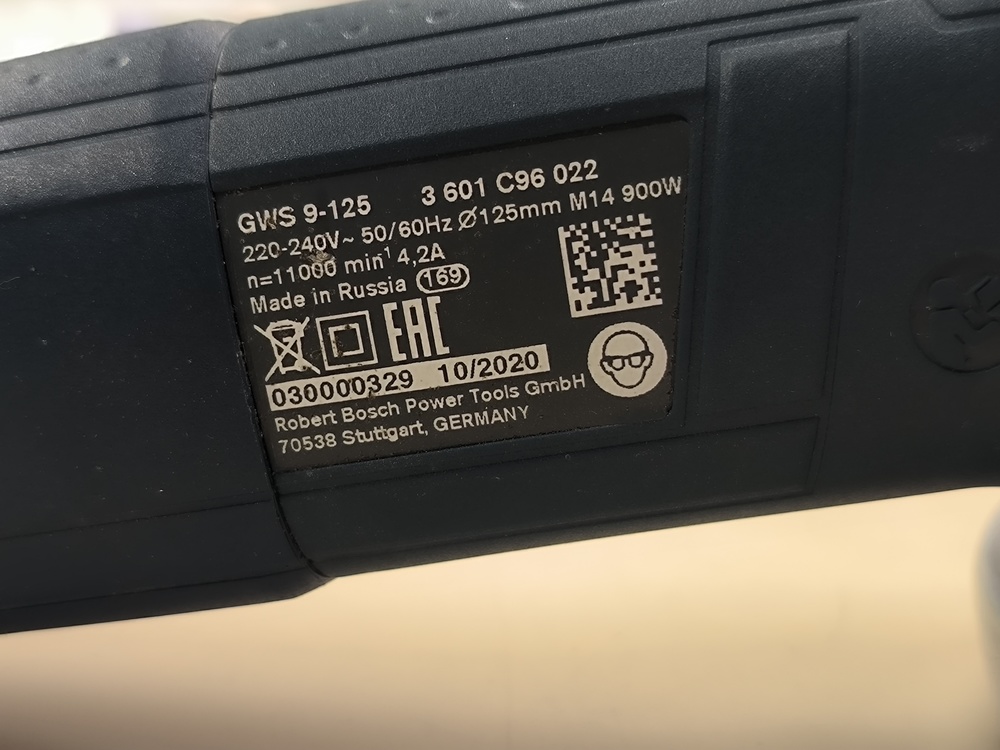 GWS 9-125 3 601 C96 022
220-240V~ 50/60Hz Ø125mm M14 900W
n=11000 min⁻¹ 4,2A
Made in Russia 169
EAC
030000329 10/2020
Robert Bosch Power Tools GmbH
70538 Stuttgart, GERMANY